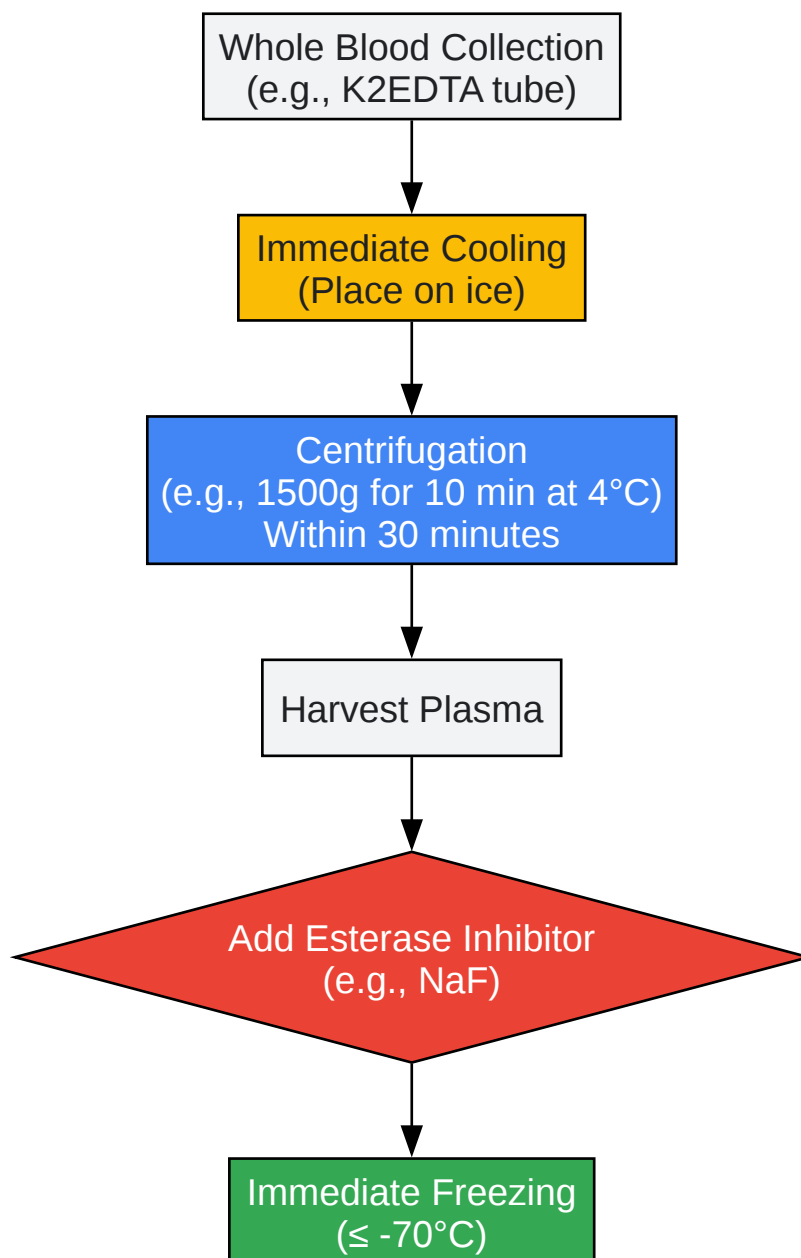 Whole Blood Collection
(e.g., K2EDTA tube)
Immediate Cooling
(Place on ice)
Centrifugation
(e.g., 1500g for 10 min at 4°C)
Within 30 minutes
Harvest Plasma
Add Esterase Inhibitor
(e.g., NaF)
Immediate Freezing
(≤ -70°C)